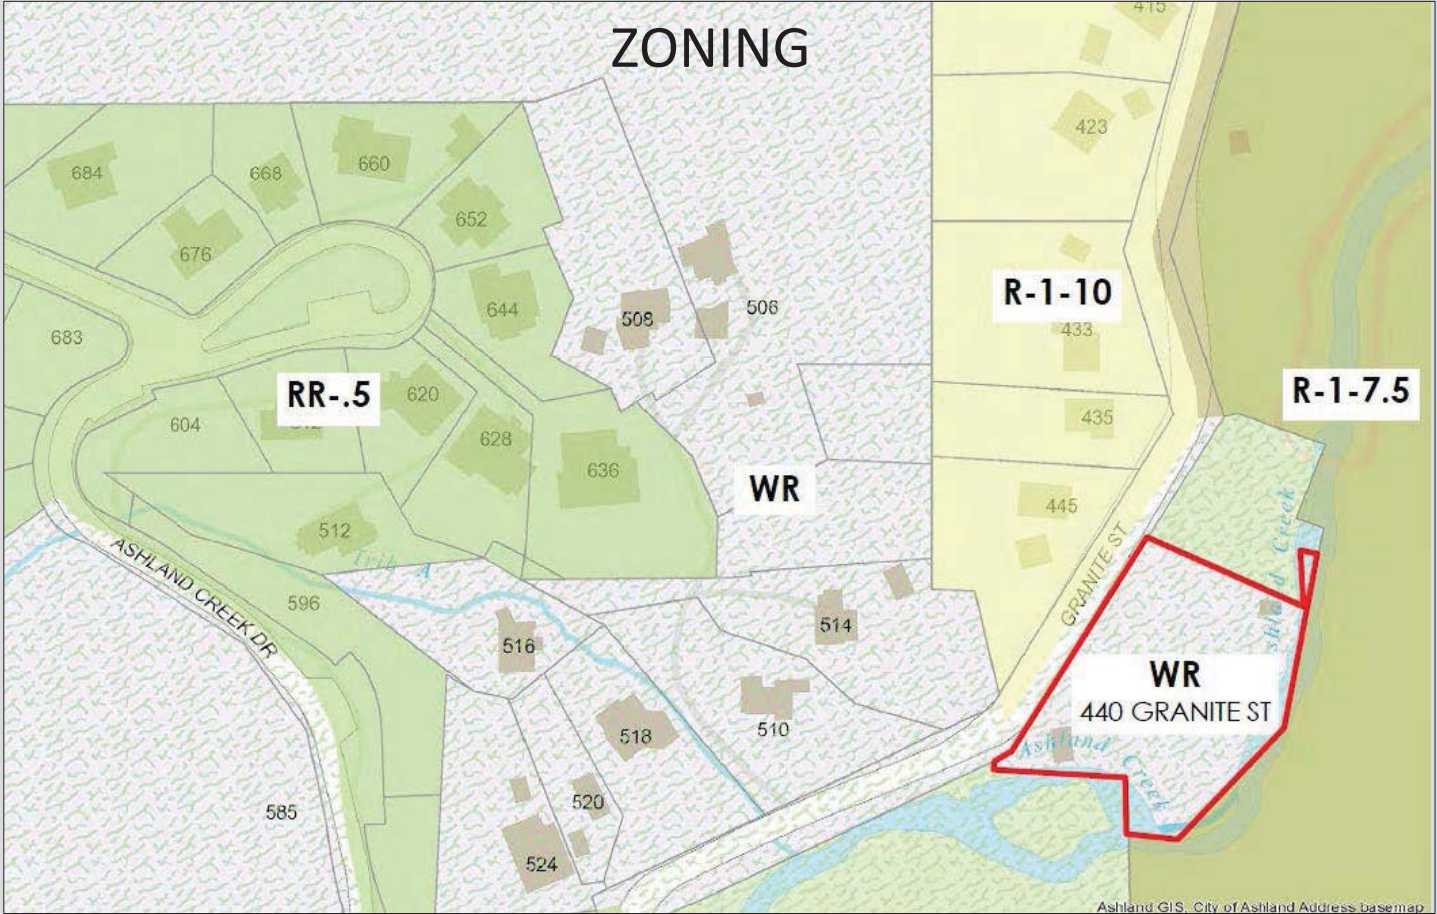 ZONING
415
423
684
668
660
652
676
644
508
506
R-1-10
433
683
RR-.5
620
604
R-1-7.5
435
628
636
WR
445
512
Trib A
ASHLAND CREEK DR
GRANITE ST
Ashland Creek
596
516
514
WR
440 GRANITE ST
518
510
Ashland Creek
585
520
524
Ashland GIS, City of Ashland Address basemap